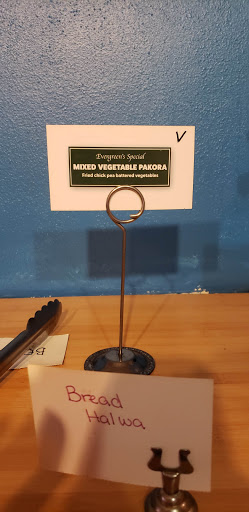 V
Evergreen's Special
MIXED VEGETABLE PAKORA
Fried chick pea battered vegetables
Bread
Halwa